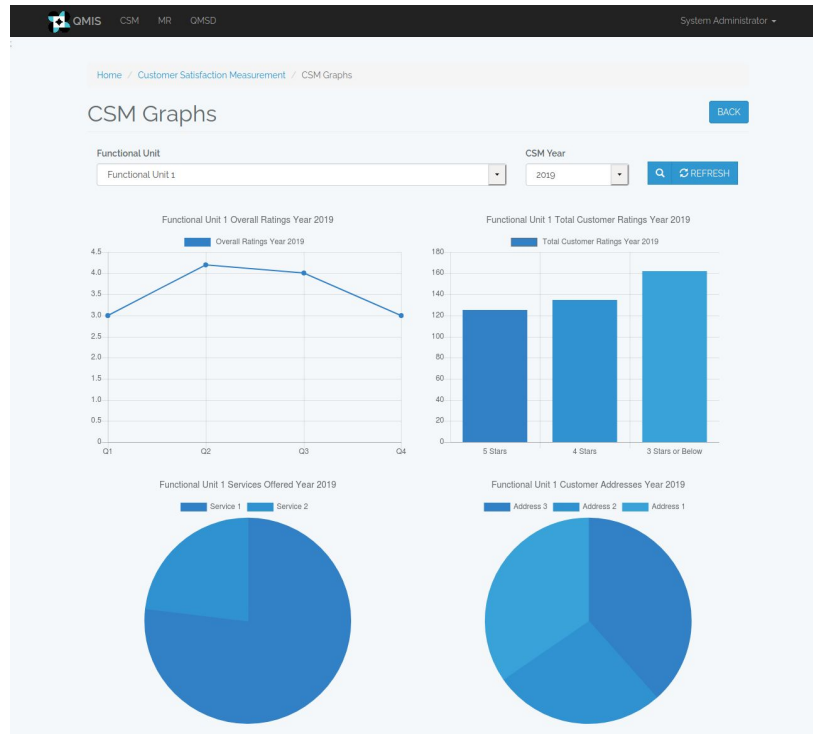 QMIS CSM MR QMSD System Administrator
Home / Customer Satisfaction Measurement / CSM Graphs
CSM Graphs
BACK
Functional Unit
CSM Year
Functional Unit 1
2019
REFRESH
Functional Unit 1 Overall Ratings Year 2019
Overall Ratings Year 2019
4.5
4.0
3.5
3.0
2.5
2.0
1.5
1.0
0.5
0
Q1 Q2 Q3 Q4
Functional Unit 1 Total Customer Ratings Year 2019
Total Customer Ratings Year 2019
180
160
140
120
100
80
60
40
20
0
5 Stars 4 Stars 3 Stars or Below
Functional Unit 1 Services Offered Year 2019
Service 1 Service 2
Functional Unit 1 Customer Addresses Year 2019
Address 3 Address 2 Address 1